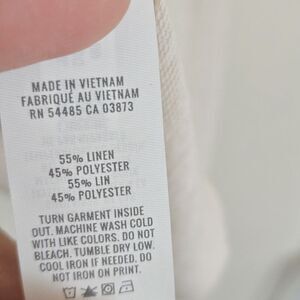 MADE IN VIETNAM
FABRIQUÉ AU VIETNAM
RN 54485 CA 03873
55% LINEN
45% POLYESTER
55% LIN
45% POLYESTER
TURN GARMENT INSIDE
OUT. MACHINE WASH COLD
WITH LIKE COLORS. DO NOT
BLEACH. TUMBLE DRY LOW.
COOL IRON IF NEEDED. DO
NOT IRON ON PRINT.